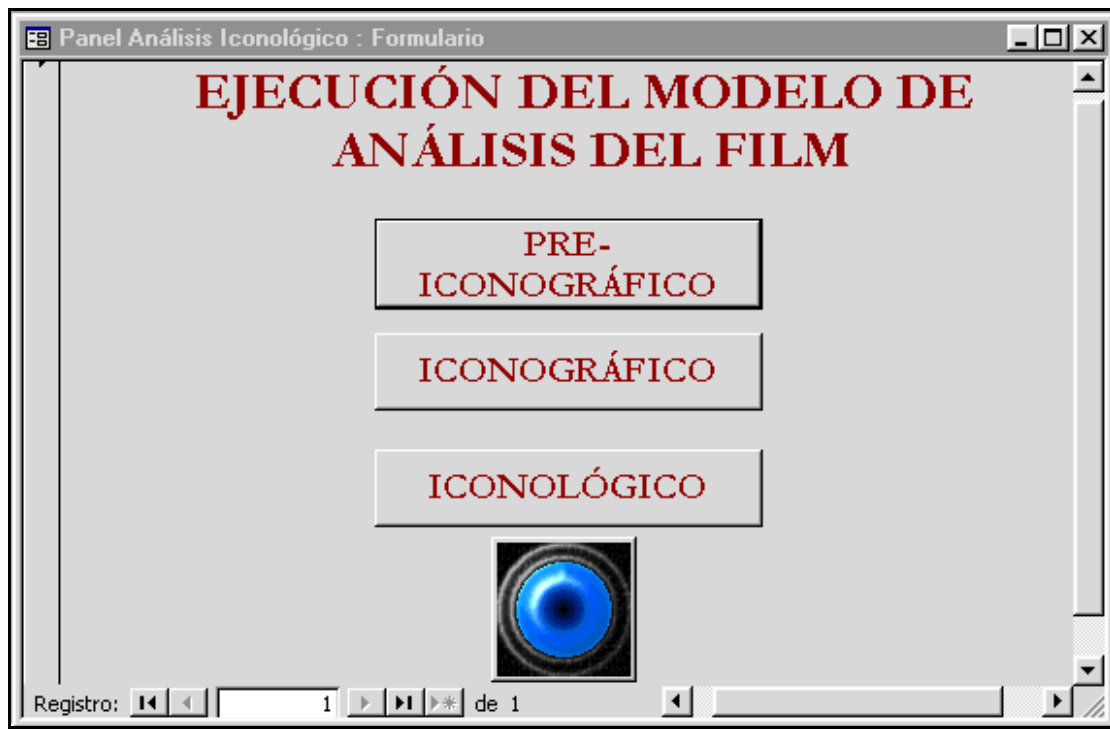 Panel Análisis Iconológico : Formulario
EJECUCIÓN DEL MODELO DE
ANÁLISIS DEL FILM
PRE-
ICONOGRÁFICO
ICONOGRÁFICO
ICONOLÓGICO
Registro: 1 de 1